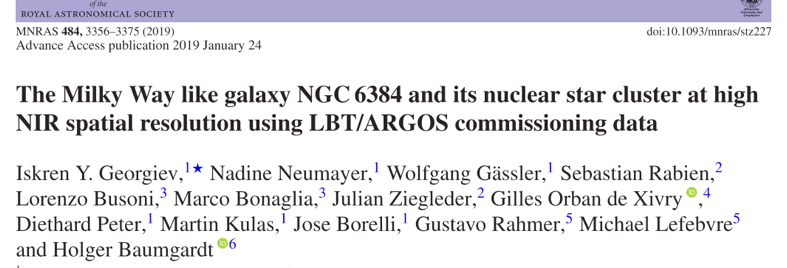 of the
ROYAL ASTRONOMICAL SOCIETY
MNRAS 484, 3356–3375 (2019)
doi:10.1093/mnras/stz227
Advance Access publication 2019 January 24
The Milky Way like galaxy NGC 6384 and its nuclear star cluster at high
NIR spatial resolution using LBT/ARGOS commissioning data
Iskren Y. Georgiev,1★ Nadine Neumayer,1 Wolfgang Gässler,1 Sebastian Rabien,2
Lorenzo Busoni,3 Marco Bonaglia,3 Julian Ziegleder,2 Gilles Orban de Xivry iD,4
Diethard Peter,1 Martin Kulas,1 Jose Borelli,1 Gustavo Rahmer,5 Michael Lefebvre5
and Holger Baumgardt iD6